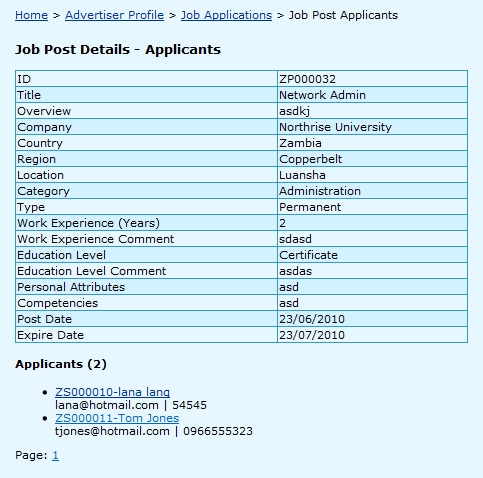 Home > Advertiser Profile > Job Applications > Job Post Applicants
Job Post Details - Applicants
ID ZP000032
Title Network Admin
Overview asdkj
Company Northrise University
Country Zambia
Region Copperbelt
Location Luansha
Category Administration
Type Permanent
Work Experience (Years) 2
Work Experience Comment sdasd
Education Level Certificate
Education Level Comment asdas
Personal Attributes asd
Competencies asd
Post Date 23/06/2010
Expire Date 23/07/2010
Applicants (2)
• ZS000010-lana lang
lana@hotmail.com | 54545
• ZS000011-Tom Jones
tjones@hotmail.com | 0966555323
Page: 1